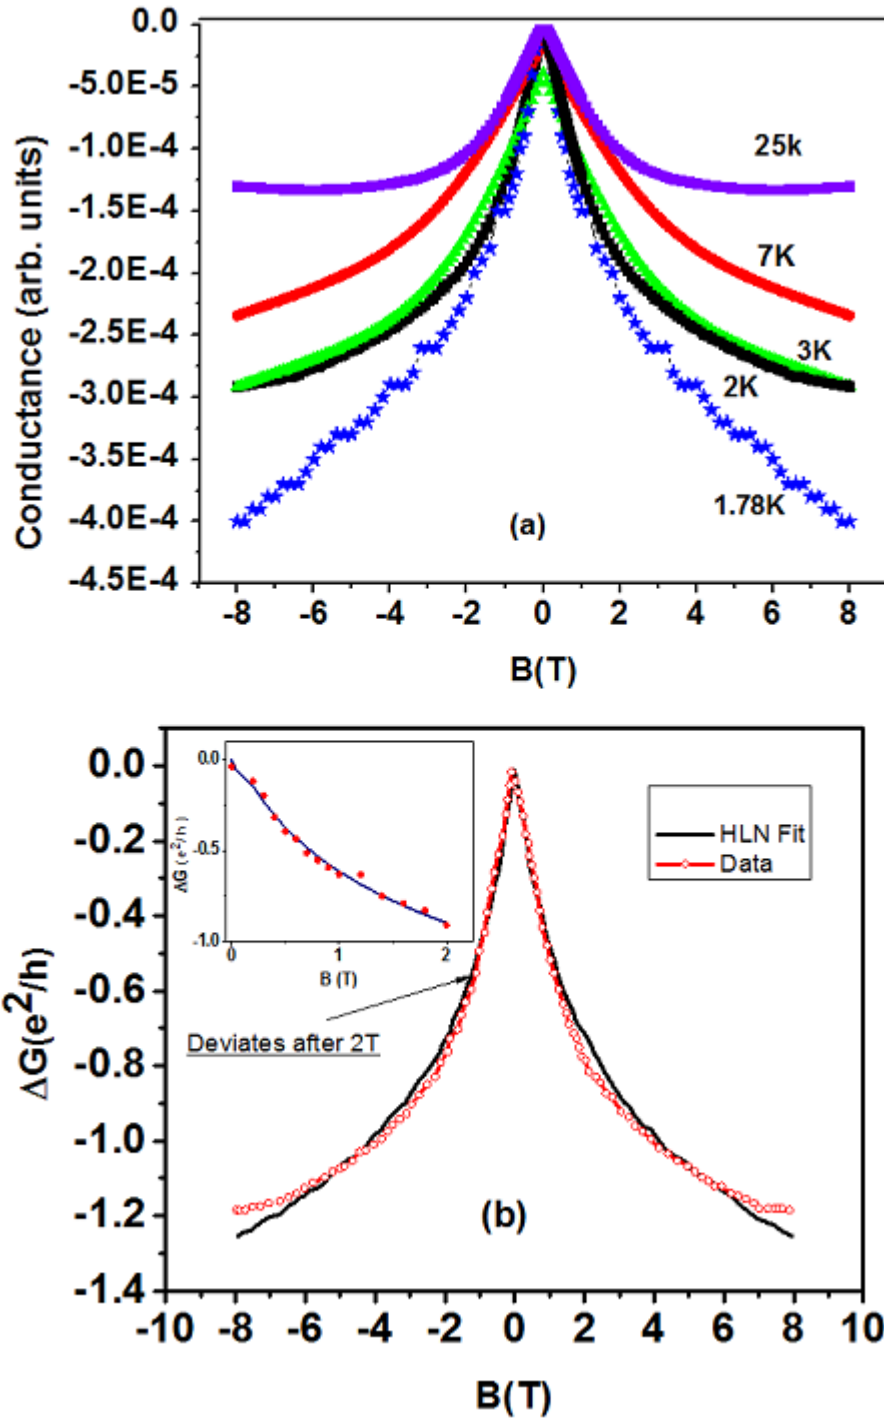 0.0
-5.0E-5
-1.0E-4
-1.5E-4
-2.0E-4
-2.5E-4
-3.0E-4
-3.5E-4
-4.0E-4
-4.5E-4
Conductance (arb. units)
25k
7K
3K
2K
1.78K
(a)
-8 -6 -4 -2 0 2 4 6 8
B(T)
0.0
-0.2
-0.4
-0.6
-0.8
-1.0
-1.2
-1.4
ΔG(e²/h)
0.0
-0.5
-1.0
ΔG (e²/h)
0 1 2
B (T)
HLN Fit
Data
Deviates after 2T
(b)
-10 -8 -6 -4 -2 0 2 4 6 8 10
B(T)